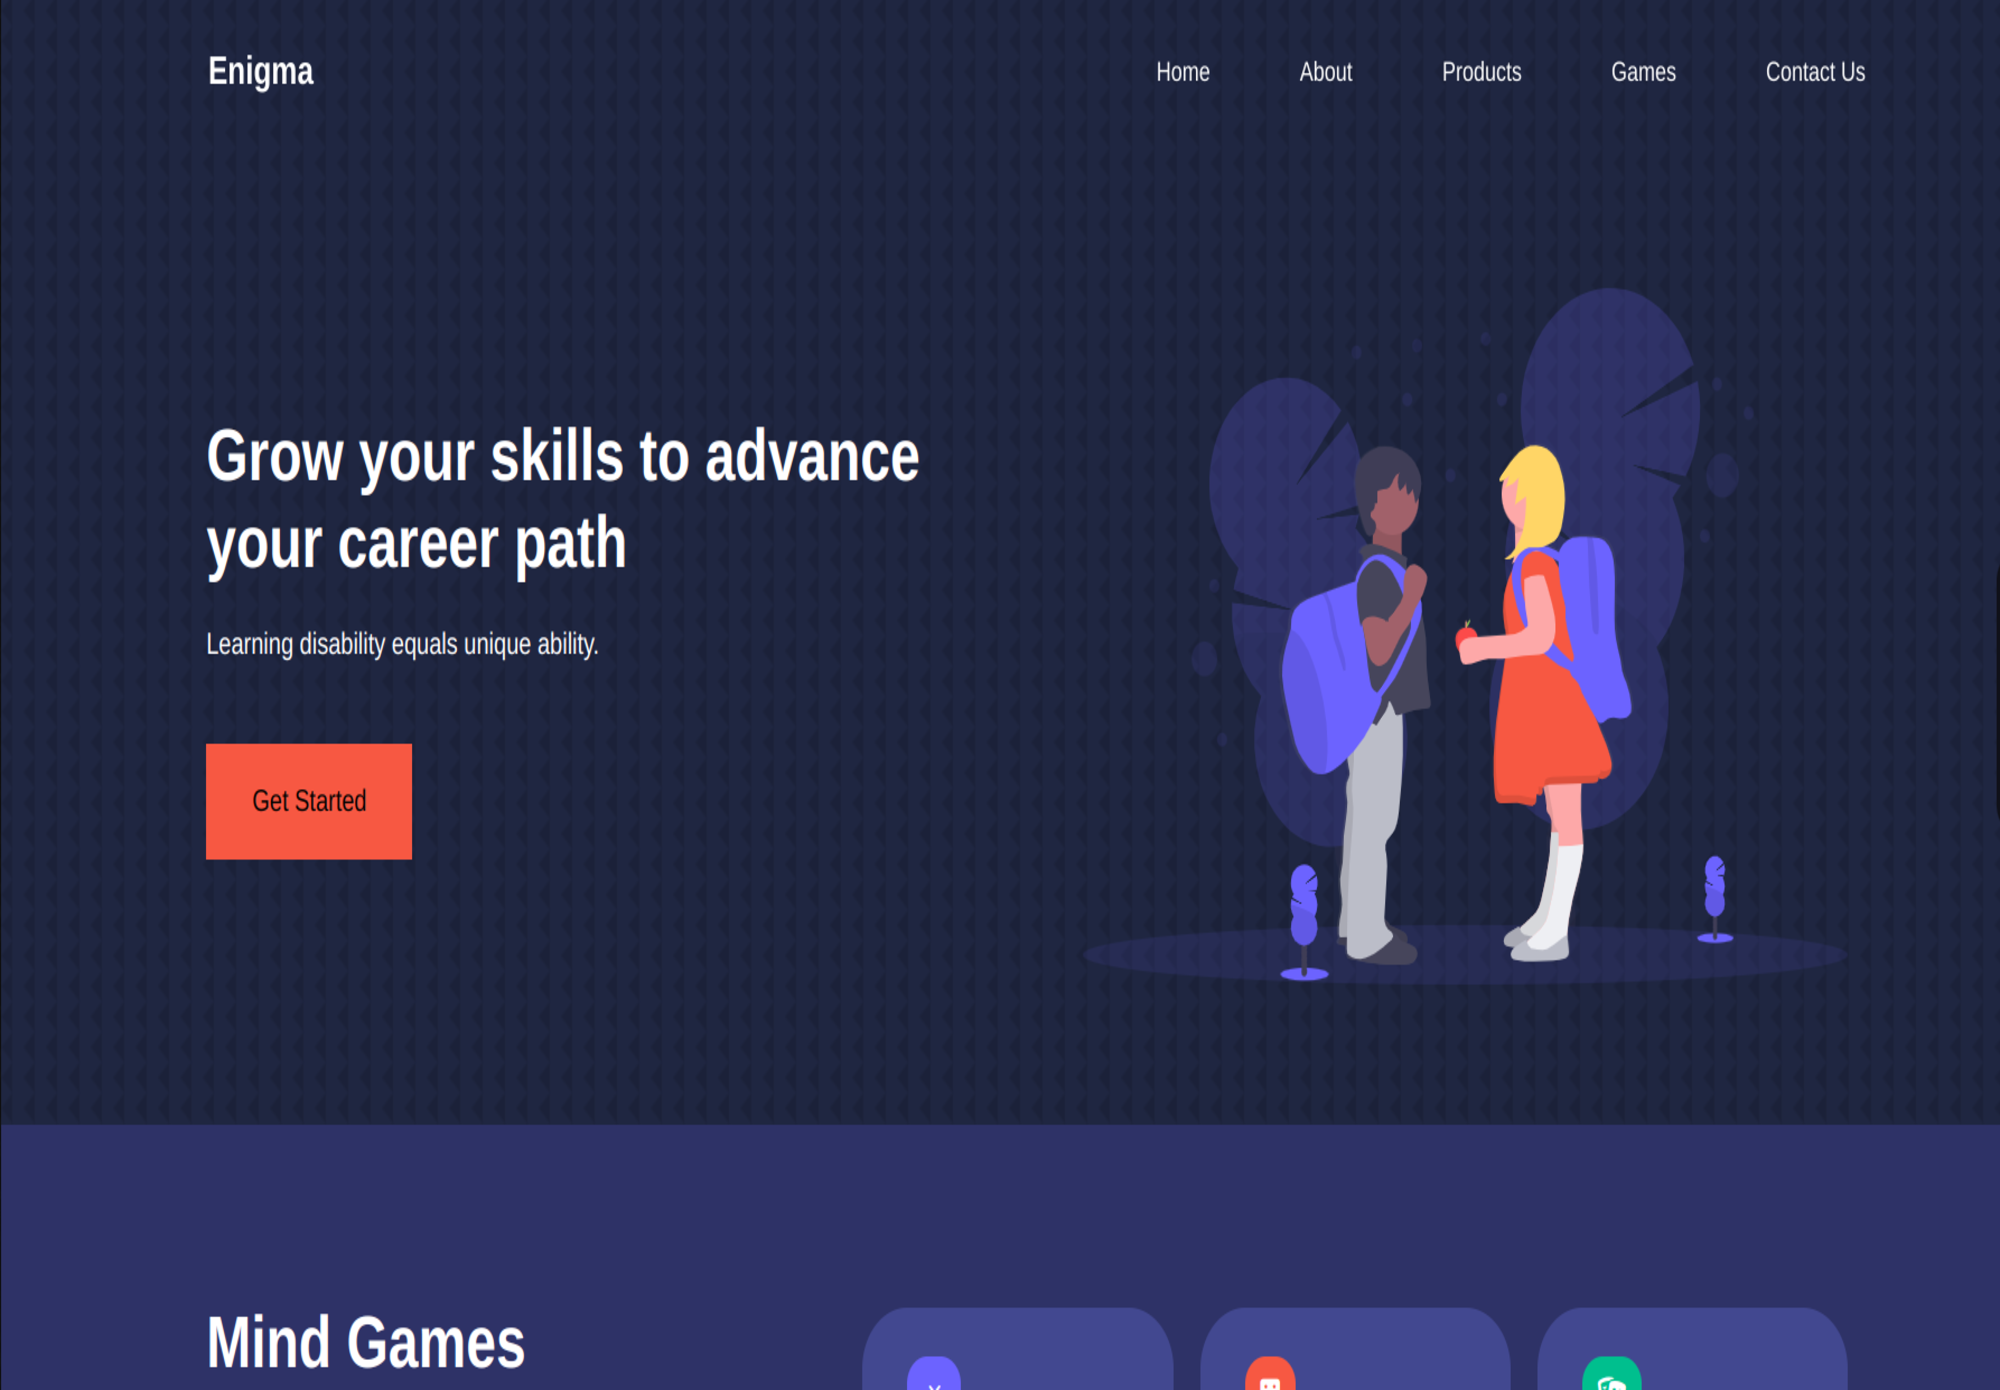 Enigma
Home About Products Games Contact Us
Grow your skills to advance
your career path
Learning disability equals unique ability.
Get Started
Mind Games